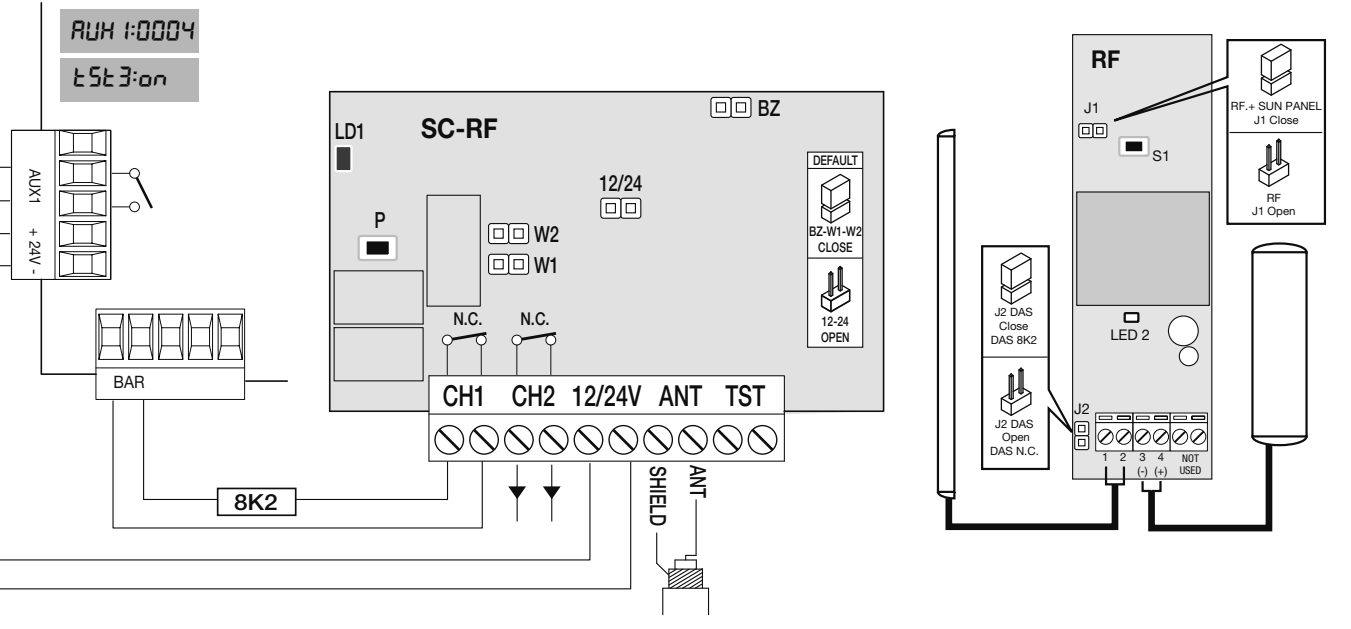 AUX 1:0004
tSt3:on
AUX1
+ 24V -
BAR
8K2
LD1
SC-RF
BZ
12/24
P
W2
W1
N.C.
N.C.
DEFAULT
BZ-W1-W2
CLOSE
12-24
OPEN
CH1 CH2 12/24V ANT TST
SHIELD
ANT
RF
J1
S1
RF.+ SUN PANEL
J1 Close
RF
J1 Open
LED 2
J2 DAS
Close
DAS 8K2
J2 DAS
Open
DAS N.C.
J2
1 2 3 4 NOT
(-) (+) USED